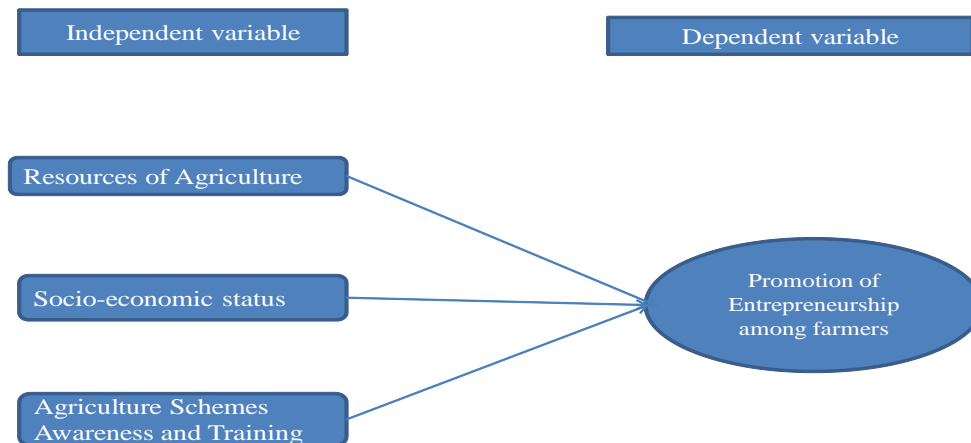 Independent variable
Dependent variable
Resources of Agriculture
Socio-economic status
Promotion of
Entrepreneurship
among farmers
Agriculture Schemes
Awareness and Training